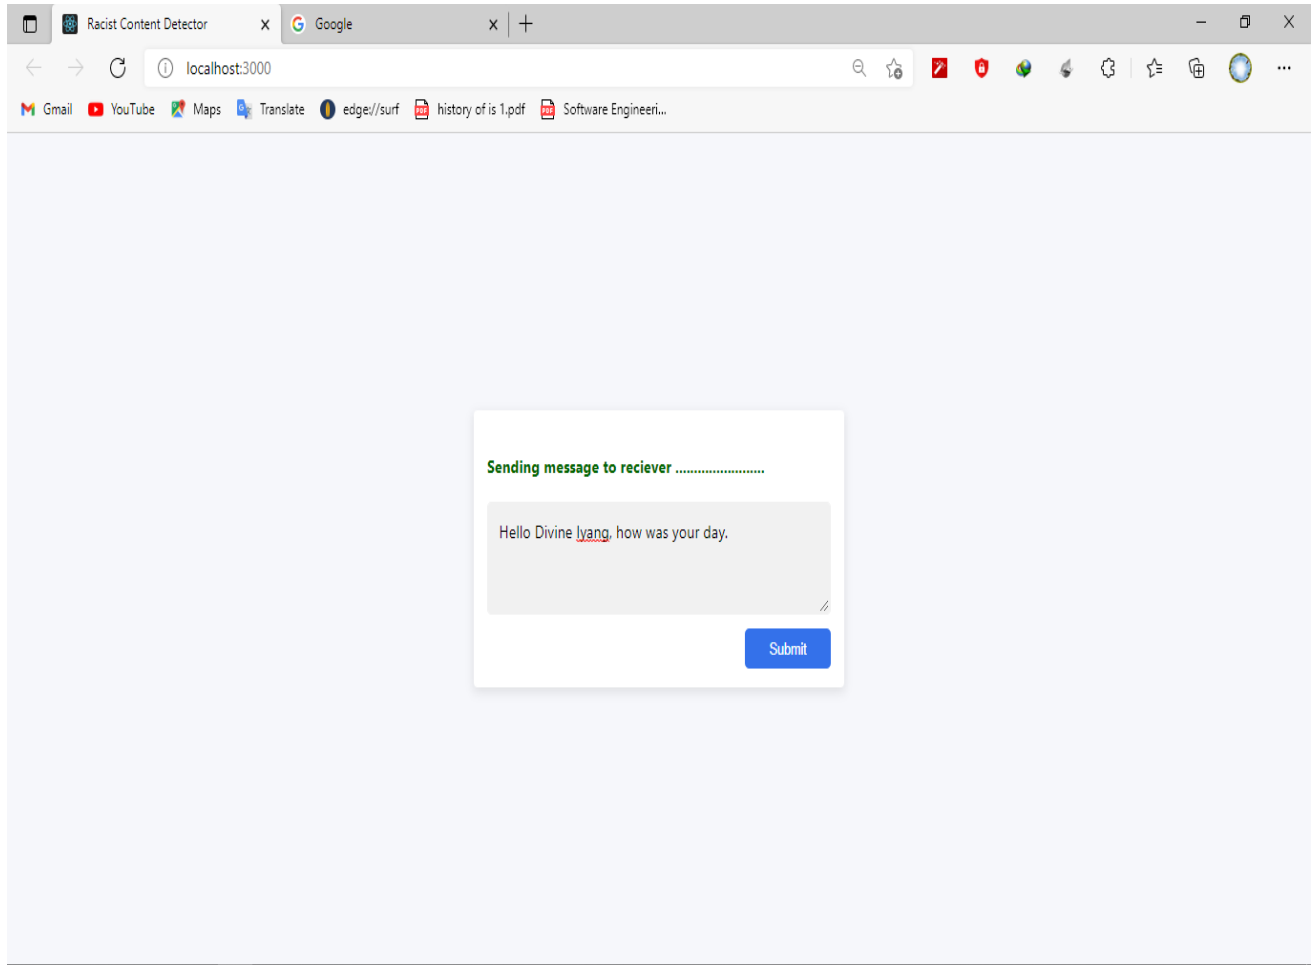 Racist Content Detector
Google
localhost:3000
Gmail YouTube Maps Translate edge://surf history of is 1.pdf Software Engineeri...
Sending message to reciever ........................
Hello Divine Iyang, how was your day.
Submit